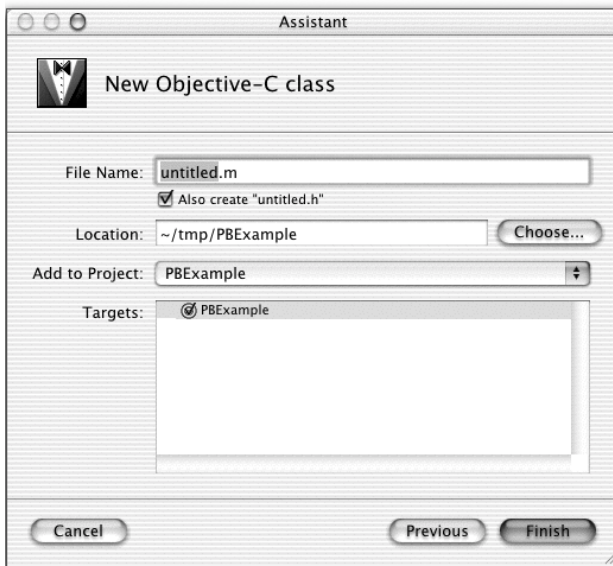 Assistant
New Objective-C class
File Name: untitled.m
Also create "untitled.h"
Location: ~/tmp/PBExample Choose...
Add to Project: PBExample
Targets: PBExample
Cancel Previous Finish